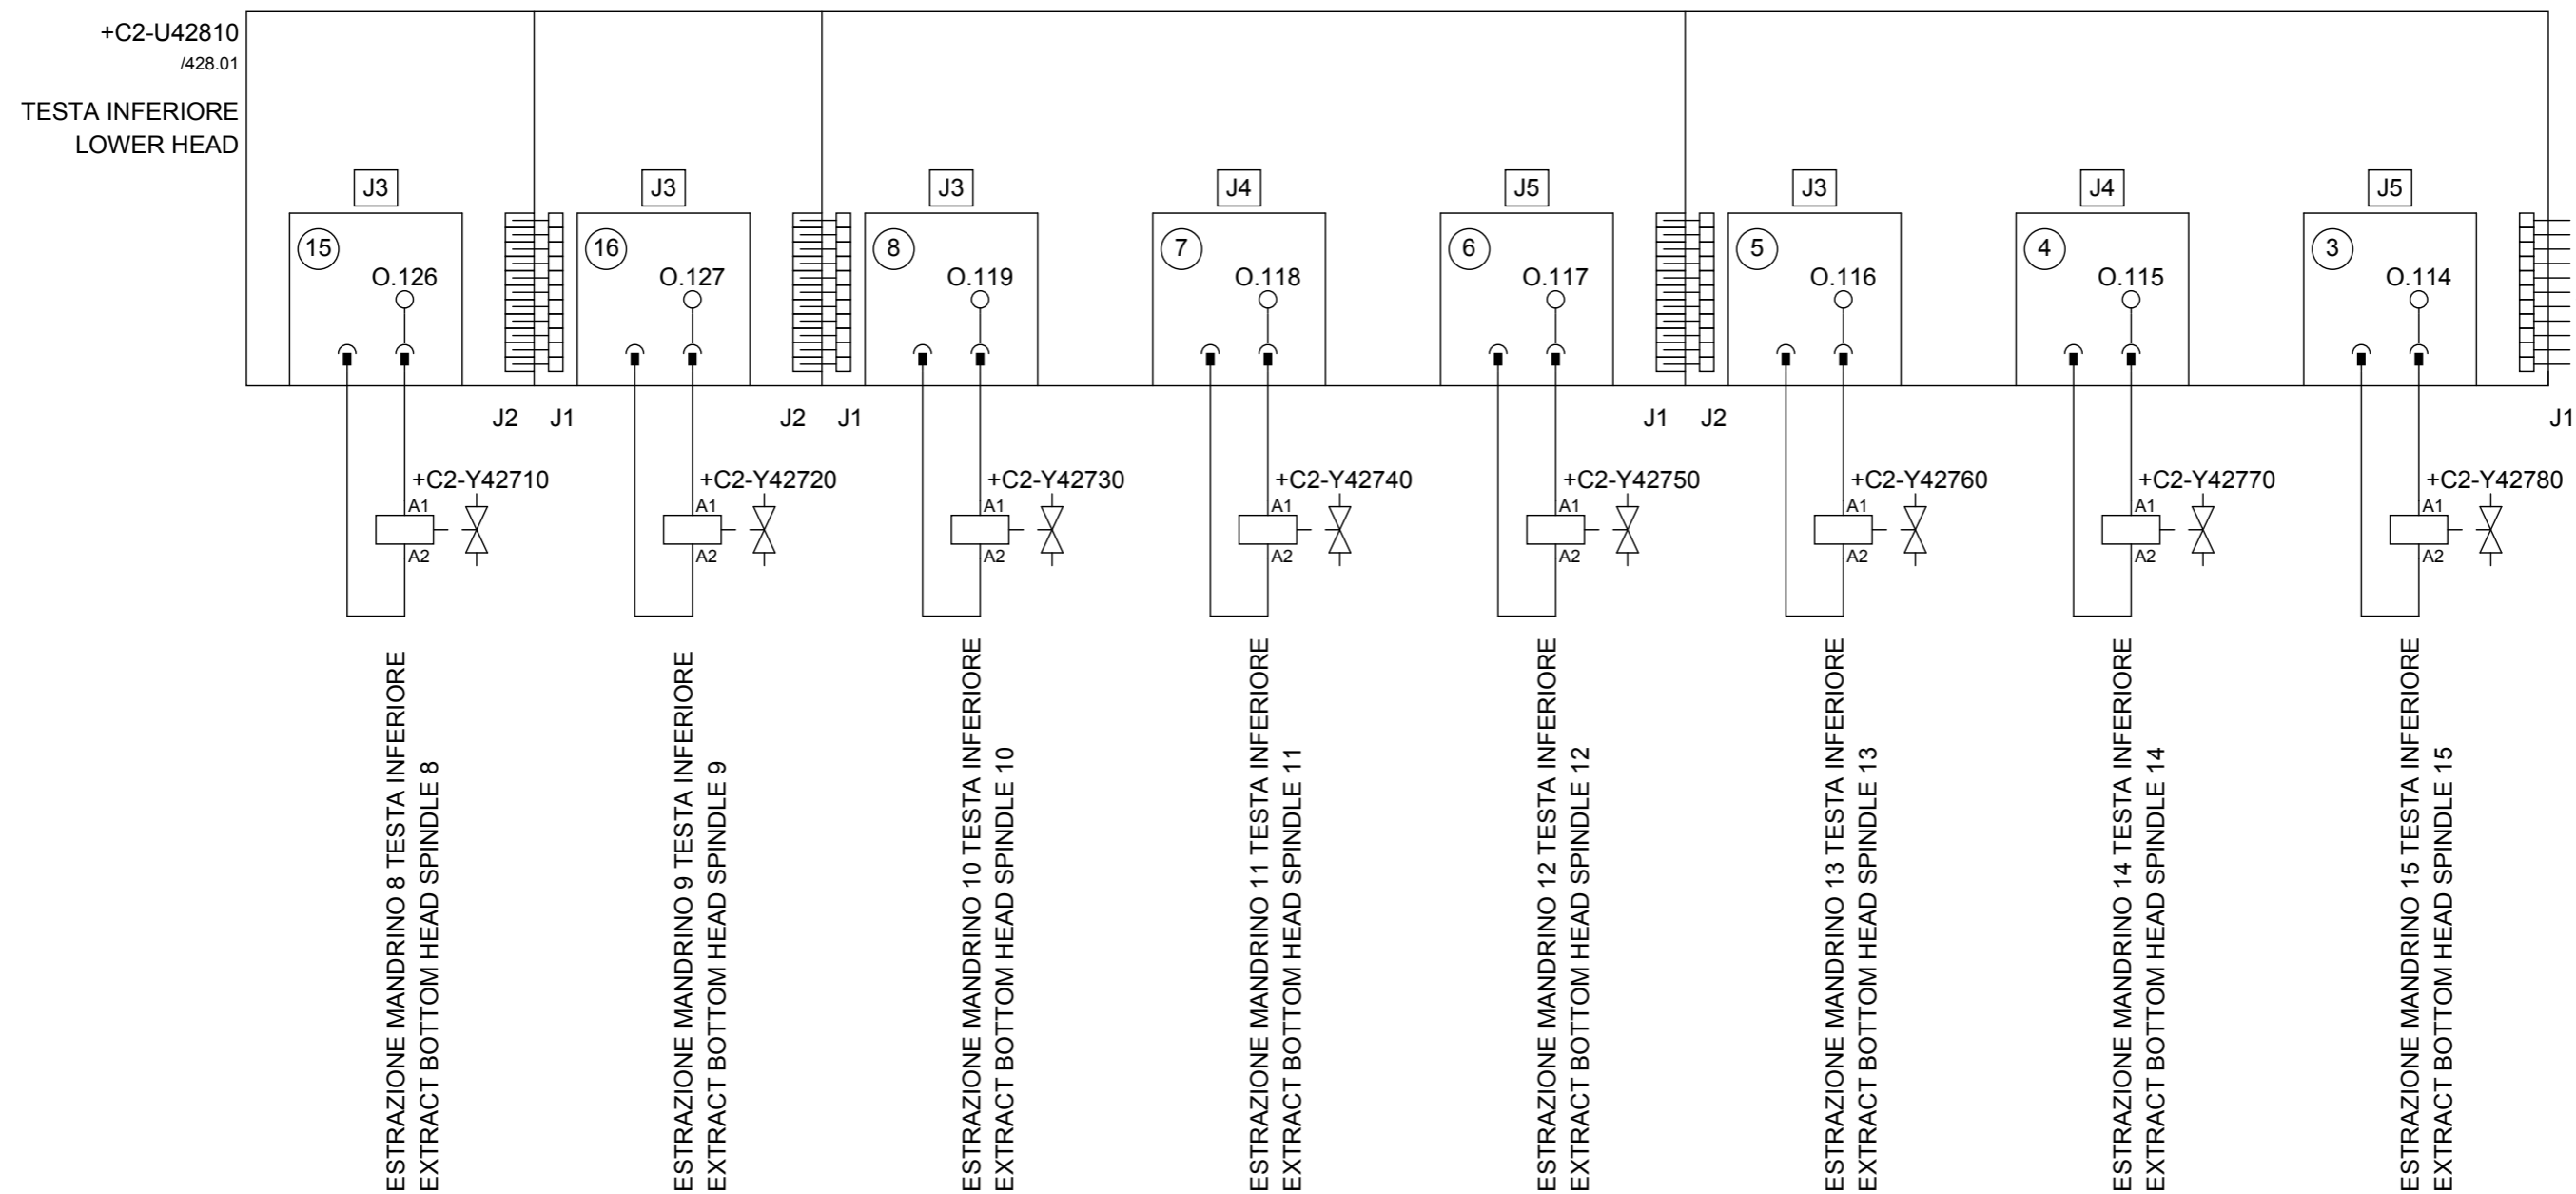 +C2-U42810
/428.01
TESTA INFERIORE
LOWER HEAD
J3 J3 J3 J4 J5 J3 J4 J5
15 16 8 7 6 5 4 3
O.126 O.127 O.119 O.118 O.117 O.116 O.115 O.114
J2 J1 J2 J1 J1 J2 J1
+C2-Y42710 +C2-Y42720 +C2-Y42730 +C2-Y42740 +C2-Y42750 +C2-Y42760 +C2-Y42770 +C2-Y42780
A1 A1 A1 A1 A1 A1 A1 A1
A2 A2 A2 A2 A2 A2 A2 A2
ESTRAZIONE MANDRINO 8 TESTA INFERIORE
EXTRACT BOTTOM HEAD SPINDLE 8
ESTRAZIONE MANDRINO 9 TESTA INFERIORE
EXTRACT BOTTOM HEAD SPINDLE 9
ESTRAZIONE MANDRINO 10 TESTA INFERIORE
EXTRACT BOTTOM HEAD SPINDLE 10
ESTRAZIONE MANDRINO 11 TESTA INFERIORE
EXTRACT BOTTOM HEAD SPINDLE 11
ESTRAZIONE MANDRINO 12 TESTA INFERIORE
EXTRACT BOTTOM HEAD SPINDLE 12
ESTRAZIONE MANDRINO 13 TESTA INFERIORE
EXTRACT BOTTOM HEAD SPINDLE 13
ESTRAZIONE MANDRINO 14 TESTA INFERIORE
EXTRACT BOTTOM HEAD SPINDLE 14
ESTRAZIONE MANDRINO 15 TESTA INFERIORE
EXTRACT BOTTOM HEAD SPINDLE 15